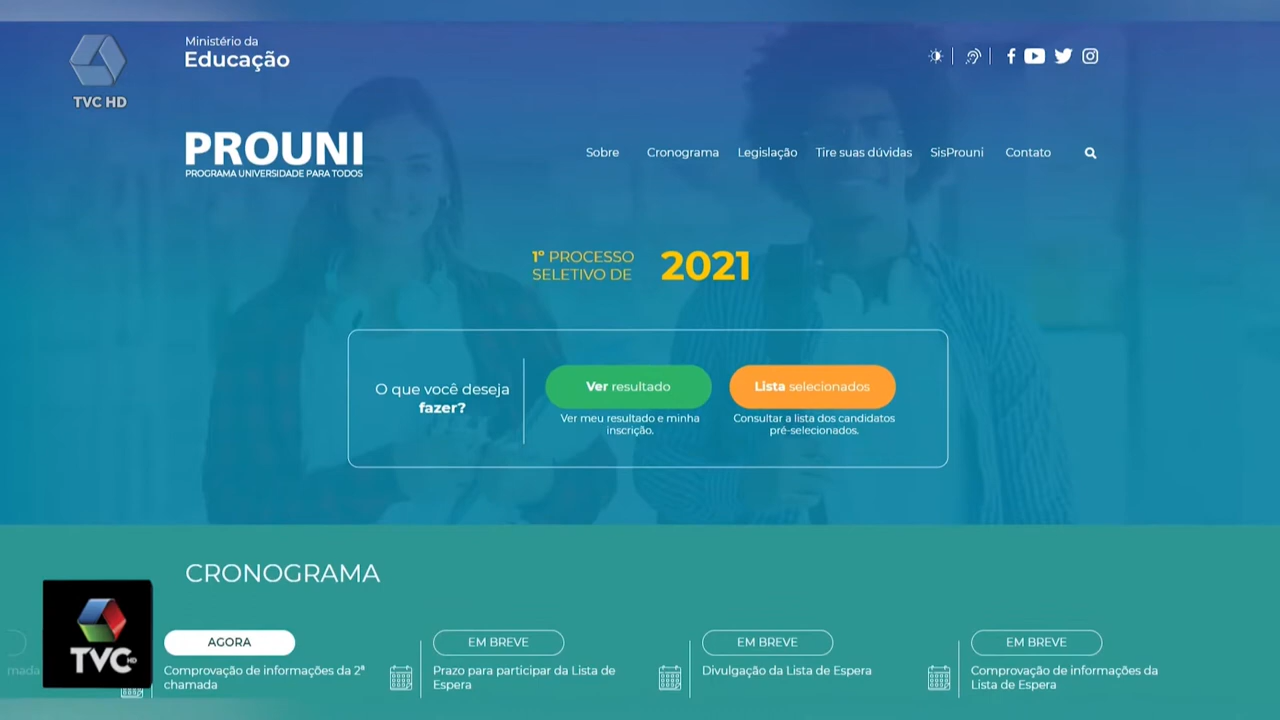 Ministério da
Educação
TVC HD
PROUNI
PROGRAMA UNIVERSIDADE PARA TODOS
Sobre
Cronograma
Legislação
Tire suas dúvidas
SisProuni
Contato
1º PROCESSO
SELETIVO DE
2021
O que você deseja
fazer?
Ver resultado
Ver meu resultado e minha
inscrição.
Lista selecionados
Consultar a lista dos candidatos
pré-selecionados.
CRONOGRAMA
mada
AGORA
Comprovação de informações da 2ª
chamada
EM BREVE
Prazo para participar da Lista de
Espera
EM BREVE
Divulgação da Lista de Espera
EM BREVE
Comprovação de informações da
Lista de Espera
TVC HD